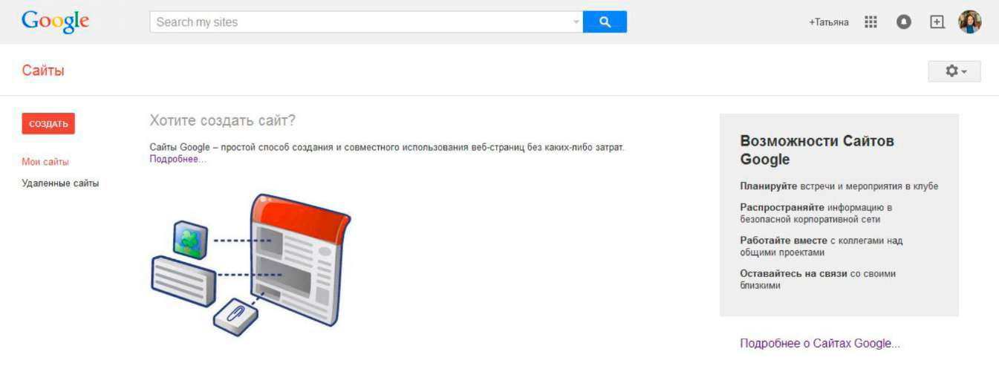 Google
Search my sites
+Татьяна
Сайты
СОЗДАТЬ
Мои сайты
Удаленные сайты
Хотите создать сайт?
Сайты Google – простой способ создания и совместного использования веб-страниц без каких-либо затрат.
Подробнее...
Возможности Сайтов
Google
Планируйте встречи и мероприятия в клубе
Распространяйте информацию в
безопасной корпоративной сети
Работайте вместе с коллегами над
общими проектами
Оставайтесь на связи со своими
близкими
Подробнее о Сайтах Google...